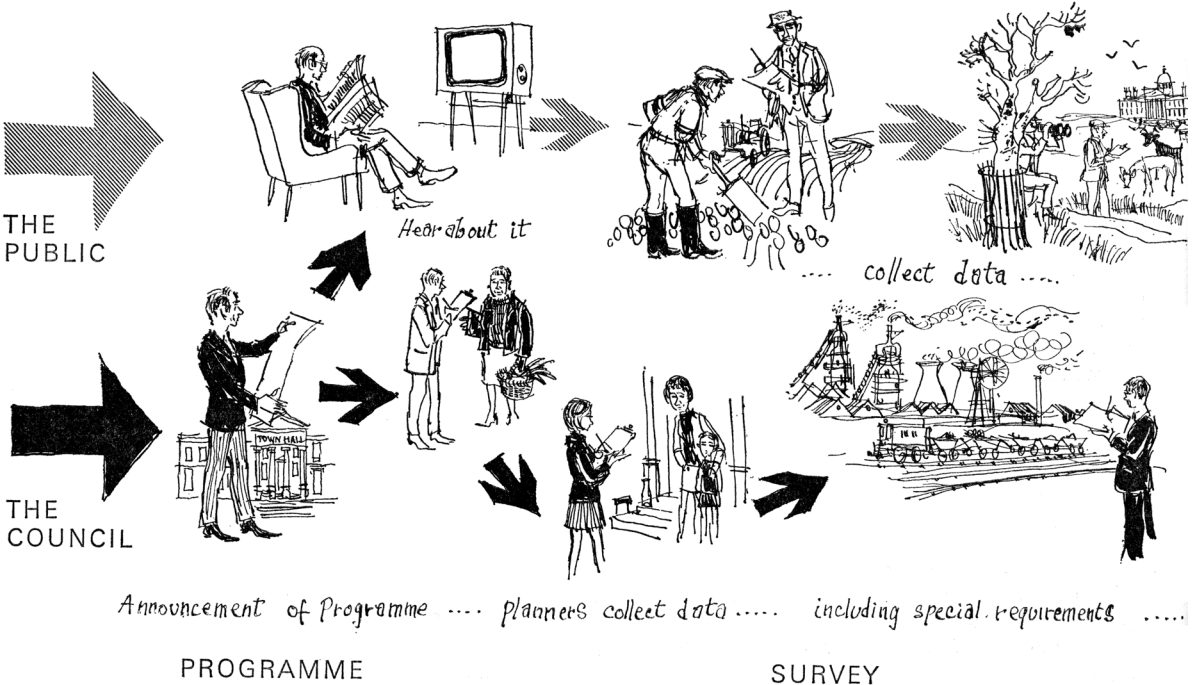 THE
PUBLIC
Hear about it
.... collect data .....
TOWN HALL
THE
COUNCIL
Announcement of Programme .... planners collect data ..... including special requirements .....
PROGRAMME SURVEY